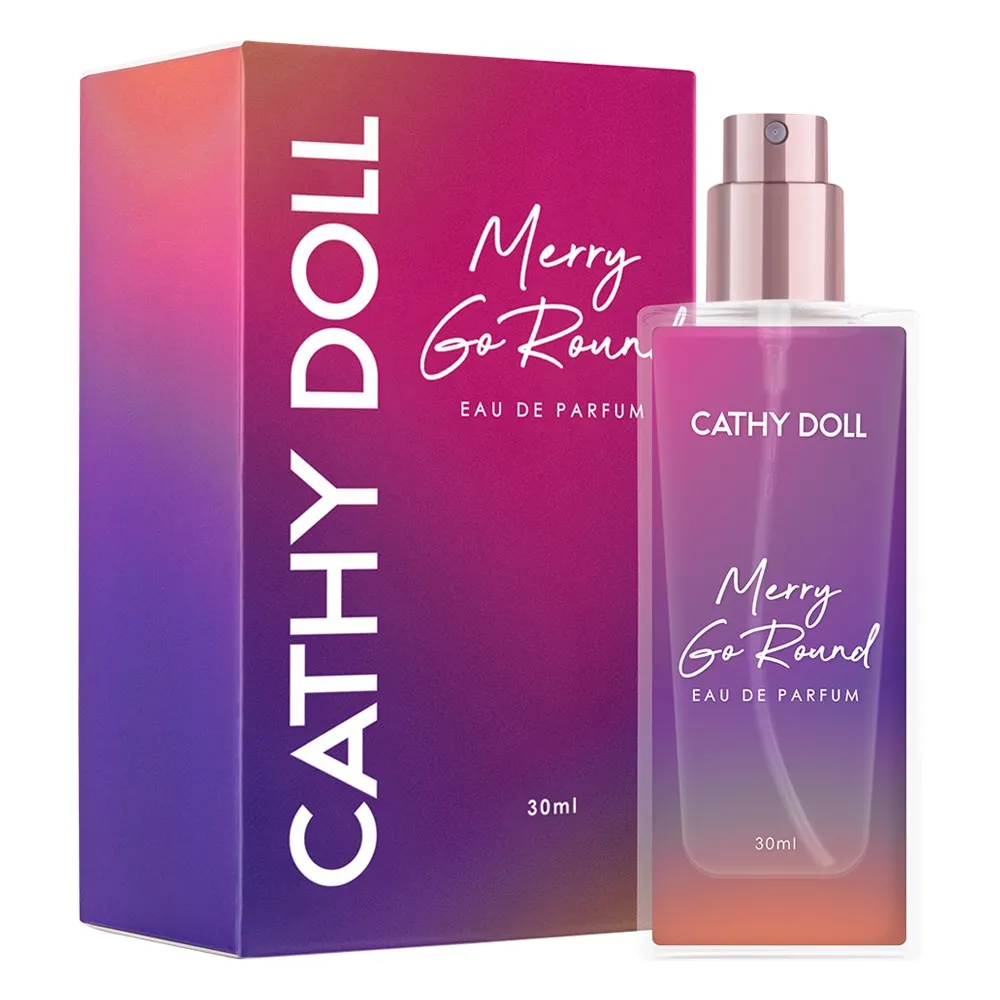 CATHY DOLL
Merry
Go Round
EAU DE PARFUM
30ml
CATHY DOLL
Merry
Go Round
EAU DE PARFUM
30ml